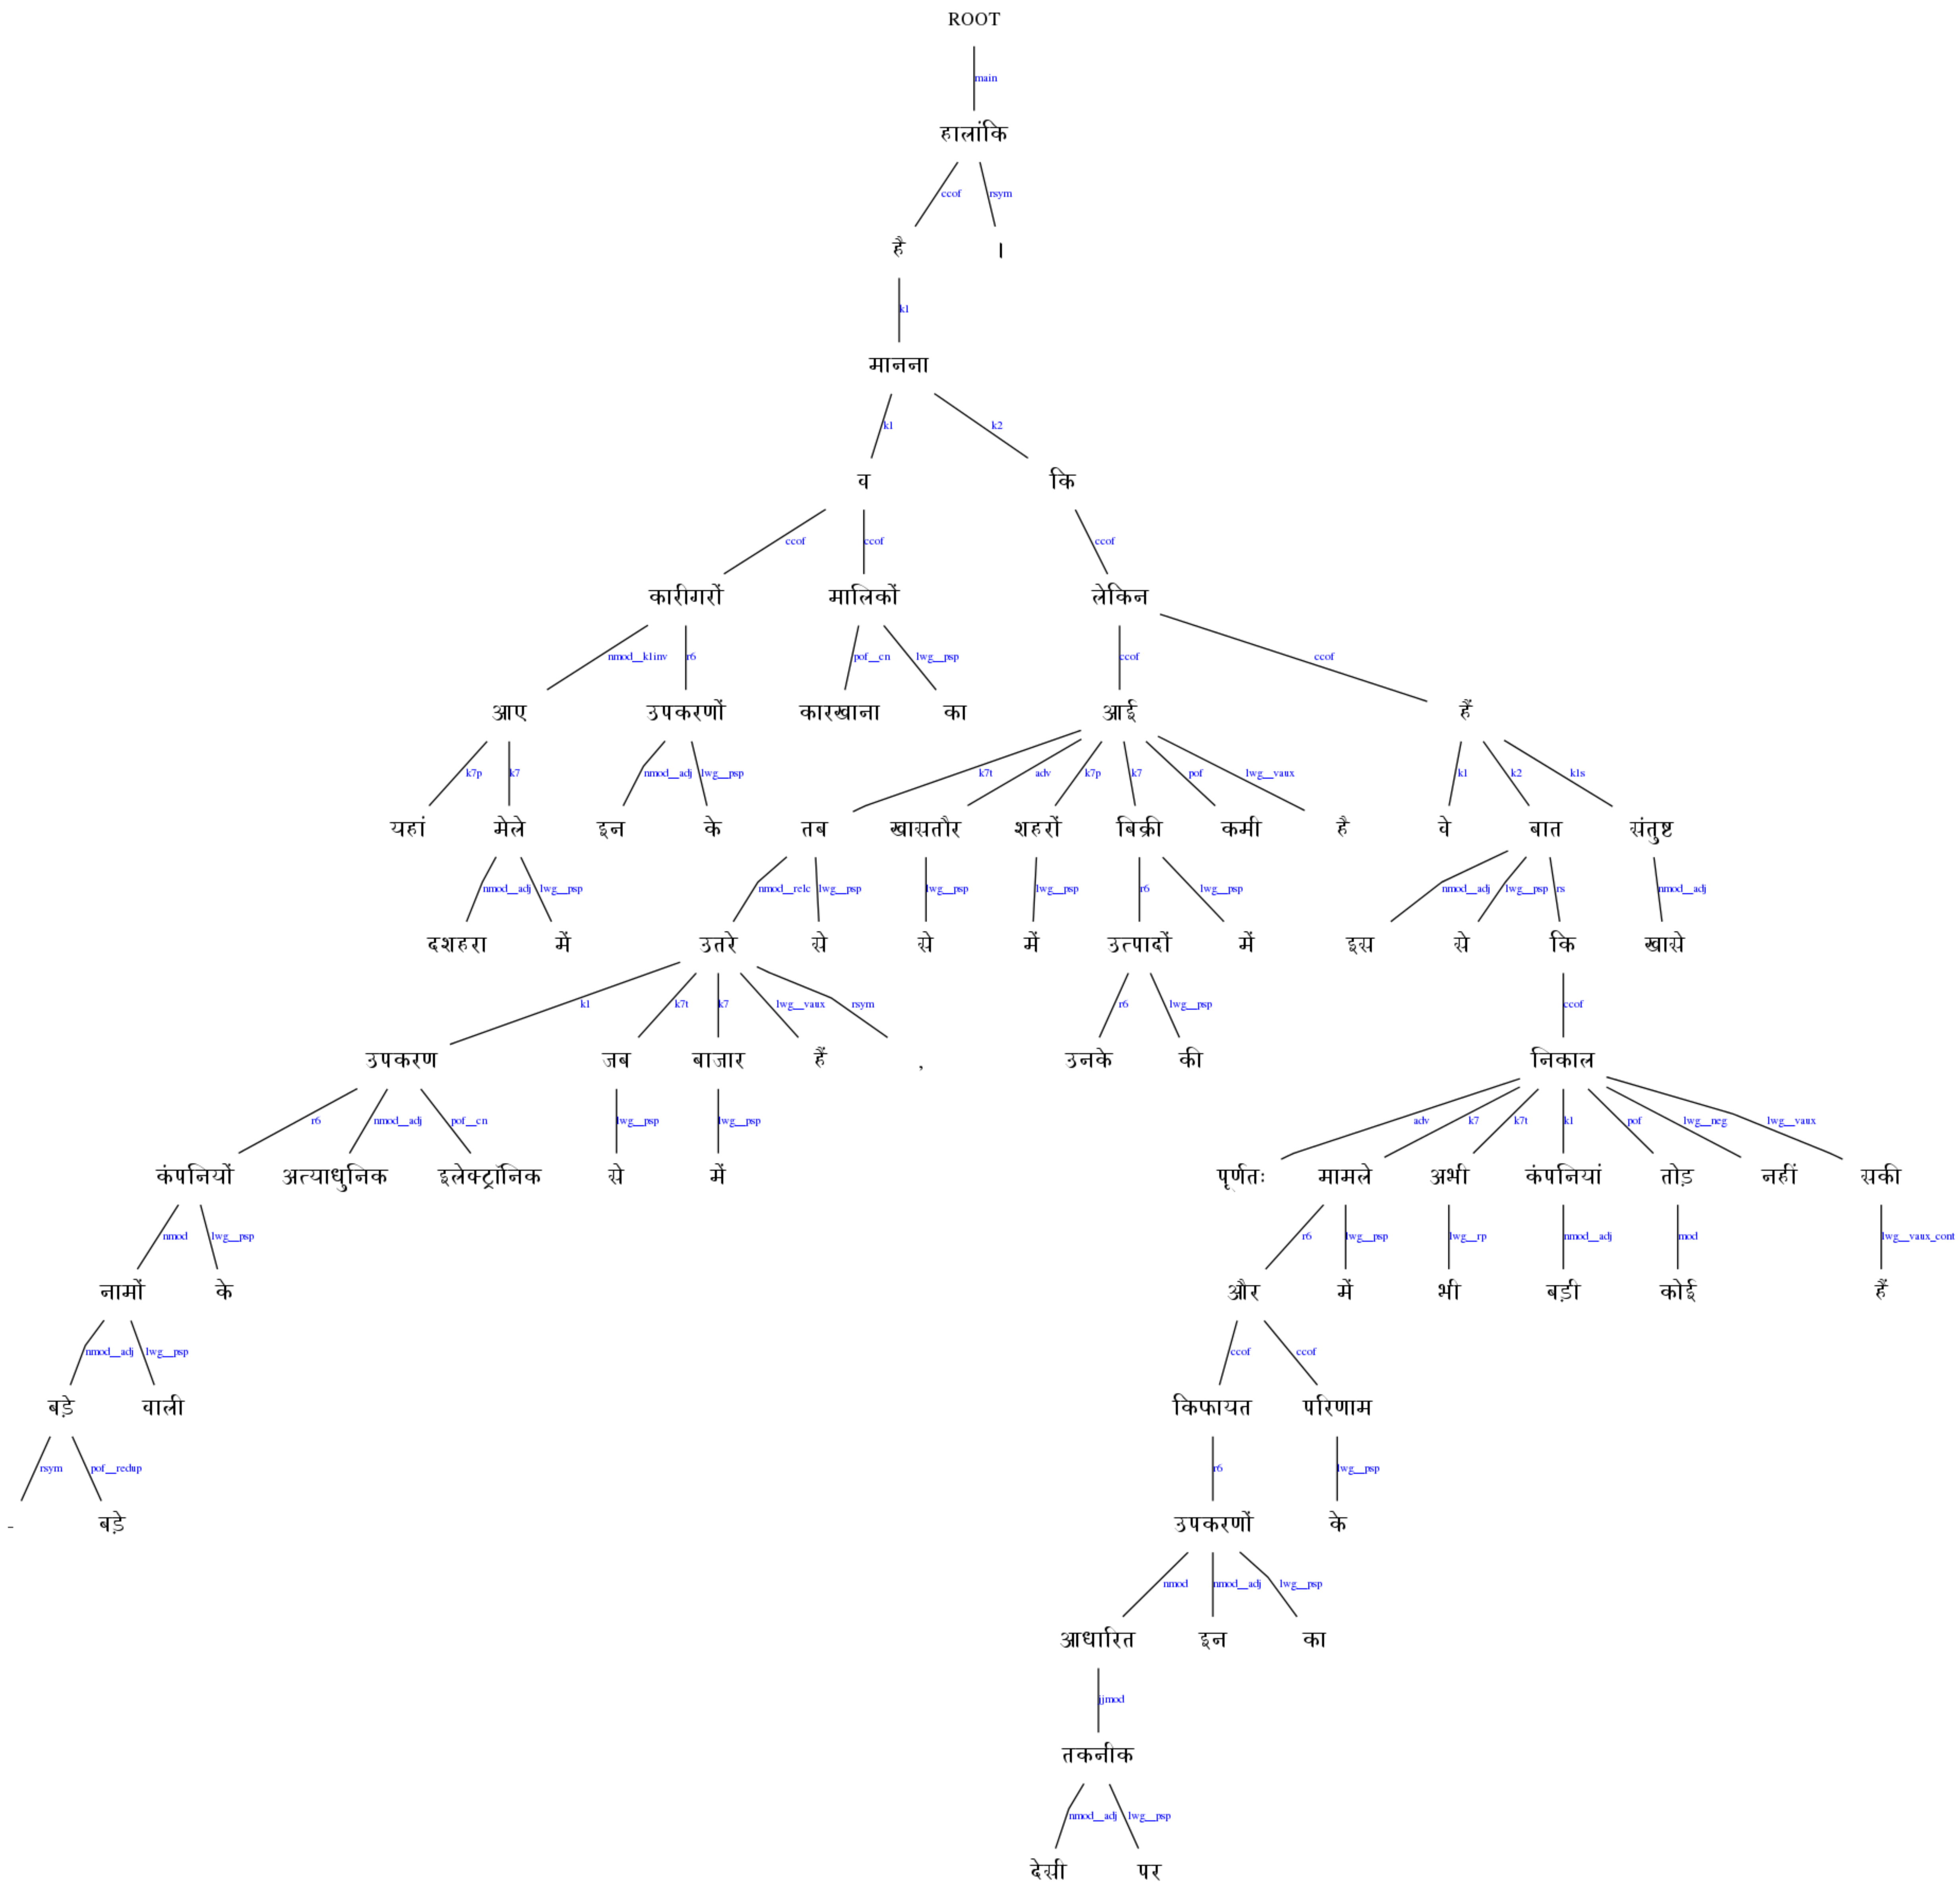 ROOT
main
हालांकि
ccof rsym
है ।
k1
मानना
k1 k2
व कि
ccof ccof ccof
कारीगरों मालिकों लेकिन
nmod__k1inv r6 pof__cn lwg__psp ccof ccof
आए उपकरणों कारखाना का आई हैं
k7p k7 nmod__adj lwg__psp k7t adv k7p k7 pof lwg__vaux k1 k2 k1s
यहां मेले इन के तब खासतौर शहरों बिक्री कमी है वे बात संतुष्ट
nmod__adj lwg__psp nmod__relc lwg__psp lwg__psp lwg__psp r6 lwg__psp nmod__adj lwg__psp rs nmod__adj
दशहरा में उतरे से से में उत्पादों में इस से कि खासे
k1 k7t k7 lwg__vaux rsym r6 lwg__psp ccof
उपकरण जब बाजार हैं , उनके की निकाल
r6 nmod__adj pof__cn lwg__psp lwg__psp adv k7 k7t k1 pof lwg__neg lwg__vaux
कंपनियों अत्याधुनिक इलेक्ट्रॉनिक से में पूर्णतः मामले अभी कंपनियां तोड़ नहीं सकी
nmod lwg__psp r6 lwg__psp lwg__rp nmod__adj mod lwg__vaux_cont
नामों के और में भी बड़ी कोई हैं
nmod__adj lwg__psp ccof ccof
बड़े वाली किफायत परिणाम
rsym pof__redup r6 lwg__psp
- बड़े उपकरणों के
nmod nmod__adj lwg__psp
आधारित इन का
jjmod
तकनीक
nmod__adj lwg__psp
देसी पर